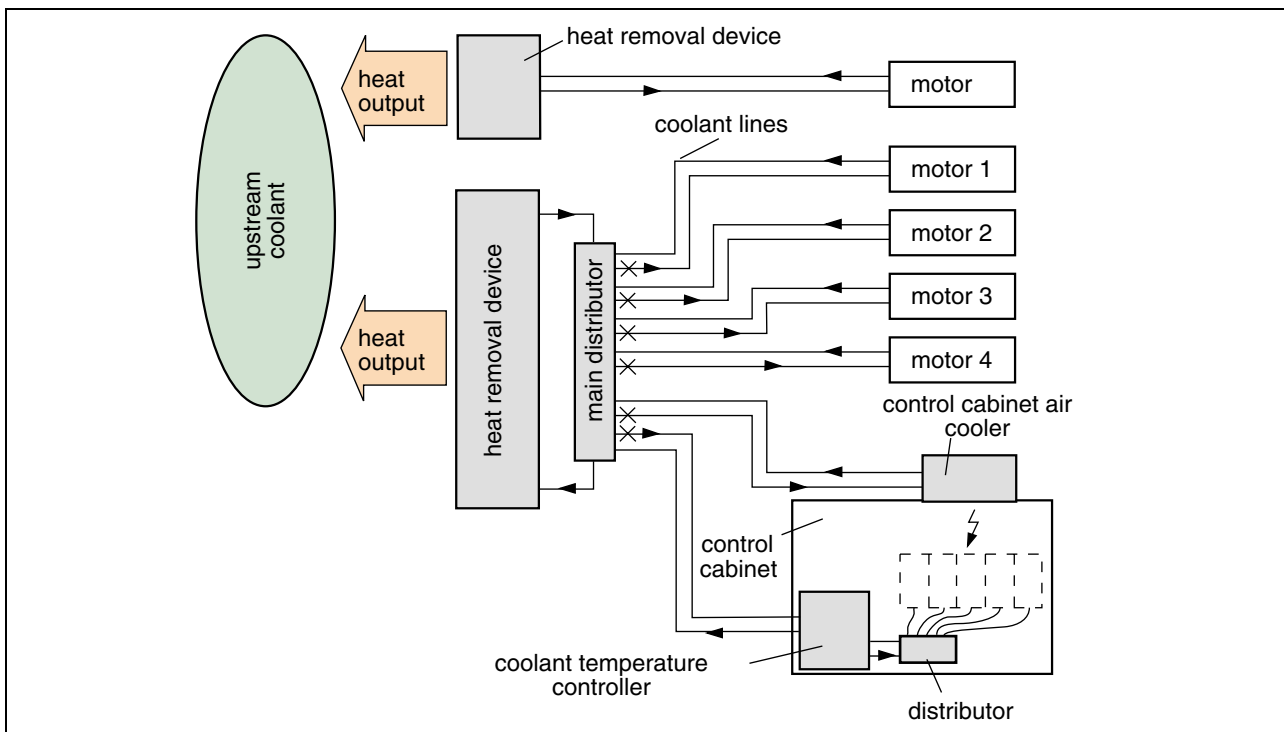 heat removal device
heat
output
motor
coolant lines
motor 1
upstream
coolant
motor 2
heat removal device
main distributor
motor 3
heat
output
motor 4
control cabinet air
cooler
control
cabinet
coolant temperature
controller
distributor